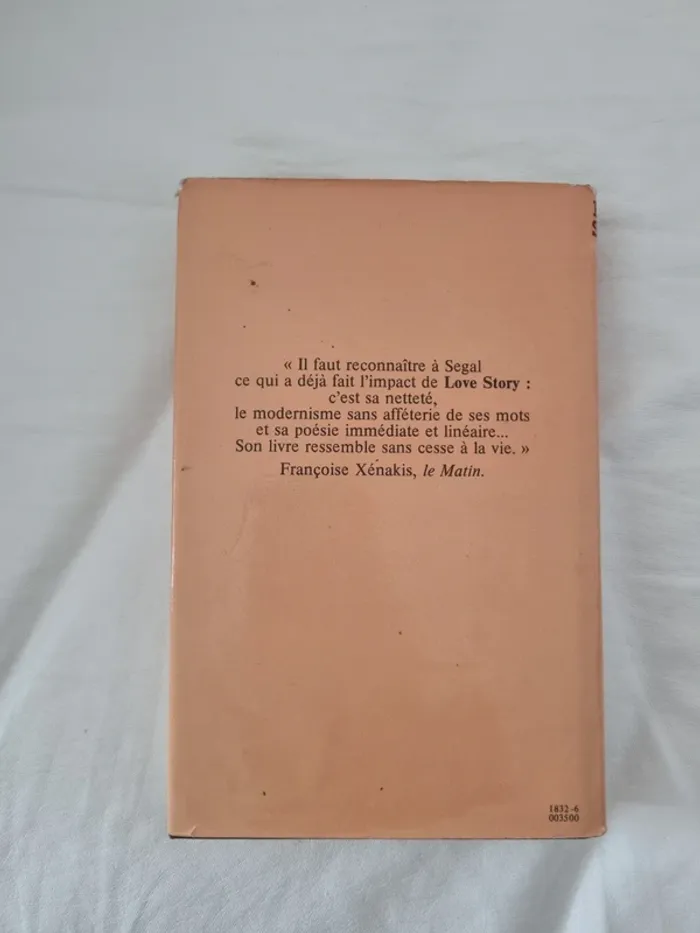 « Il faut reconnaître à Segal
ce qui a déjà fait l'impact de Love Story :
c'est sa netteté,
le modernisme sans afféterie de ses mots
et sa poésie immédiate et linéaire...
Son livre ressemble sans cesse à la vie. »
Françoise Xénakis, le Matin.
1832-6
003500